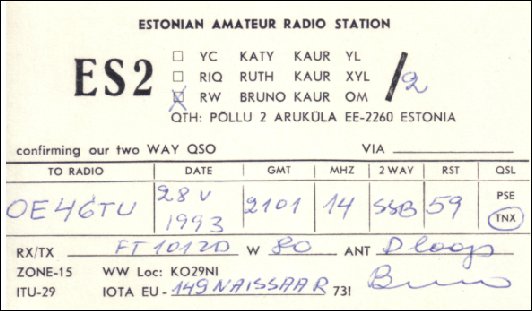 ESTONIAN AMATEUR RADIO STATION
ES2
YC KATY KAUR YL
RIQ RUTH KAUR XYL
RW BRUNO KAUR OM
/2
QTH: PÕLLU 2 ARUKÜLA EE-2260 ESTONIA
confirming our two WAY QSO VIA
TO RADIO DATE GMT MHZ 2 WAY RST QSL
OE46TU 28 V 1993 2101 14 SSB 59 PSE TNX
RX/TX FT 101ZD W 80 ANT D loop
ZONE-15 WW Loc: KO29NI Bruno
ITU-29 IOTA EU-149 NAISSAAR 73!